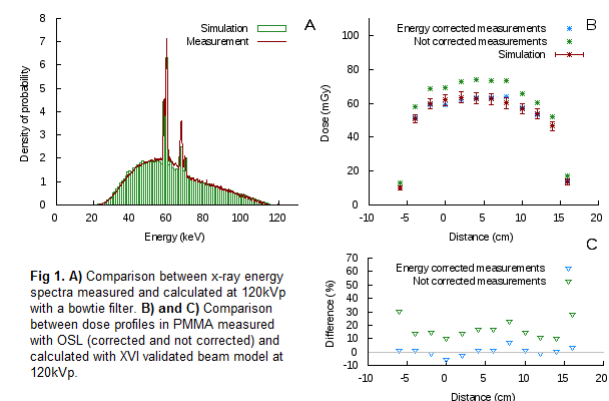 A
Simulation
Measurement
Density of probability
8
7
6
5
4
3
2
1
0
0 20 40 60 80 100 120
Energy (keV)
B
Energy corrected measurements
Not corrected measurements
Simulation
Dose (mGy)
100
80
60
40
20
0
-10 -5 0 5 10 15 20
Distance (cm)
C
Energy corrected measurements
Not corrected measurements
Difference (%)
70
60
50
40
30
20
10
0
-10
-10 -5 0 5 10 15 20
Distance (cm)
Fig 1. A) Comparison between x-ray energy
spectra measured and calculated at 120kVp
with a bowtie filter. B) and C) Comparison
between dose profiles in PMMA measured
with OSL (corrected and not corrected) and
calculated with XVI validated beam model at
120kVp.